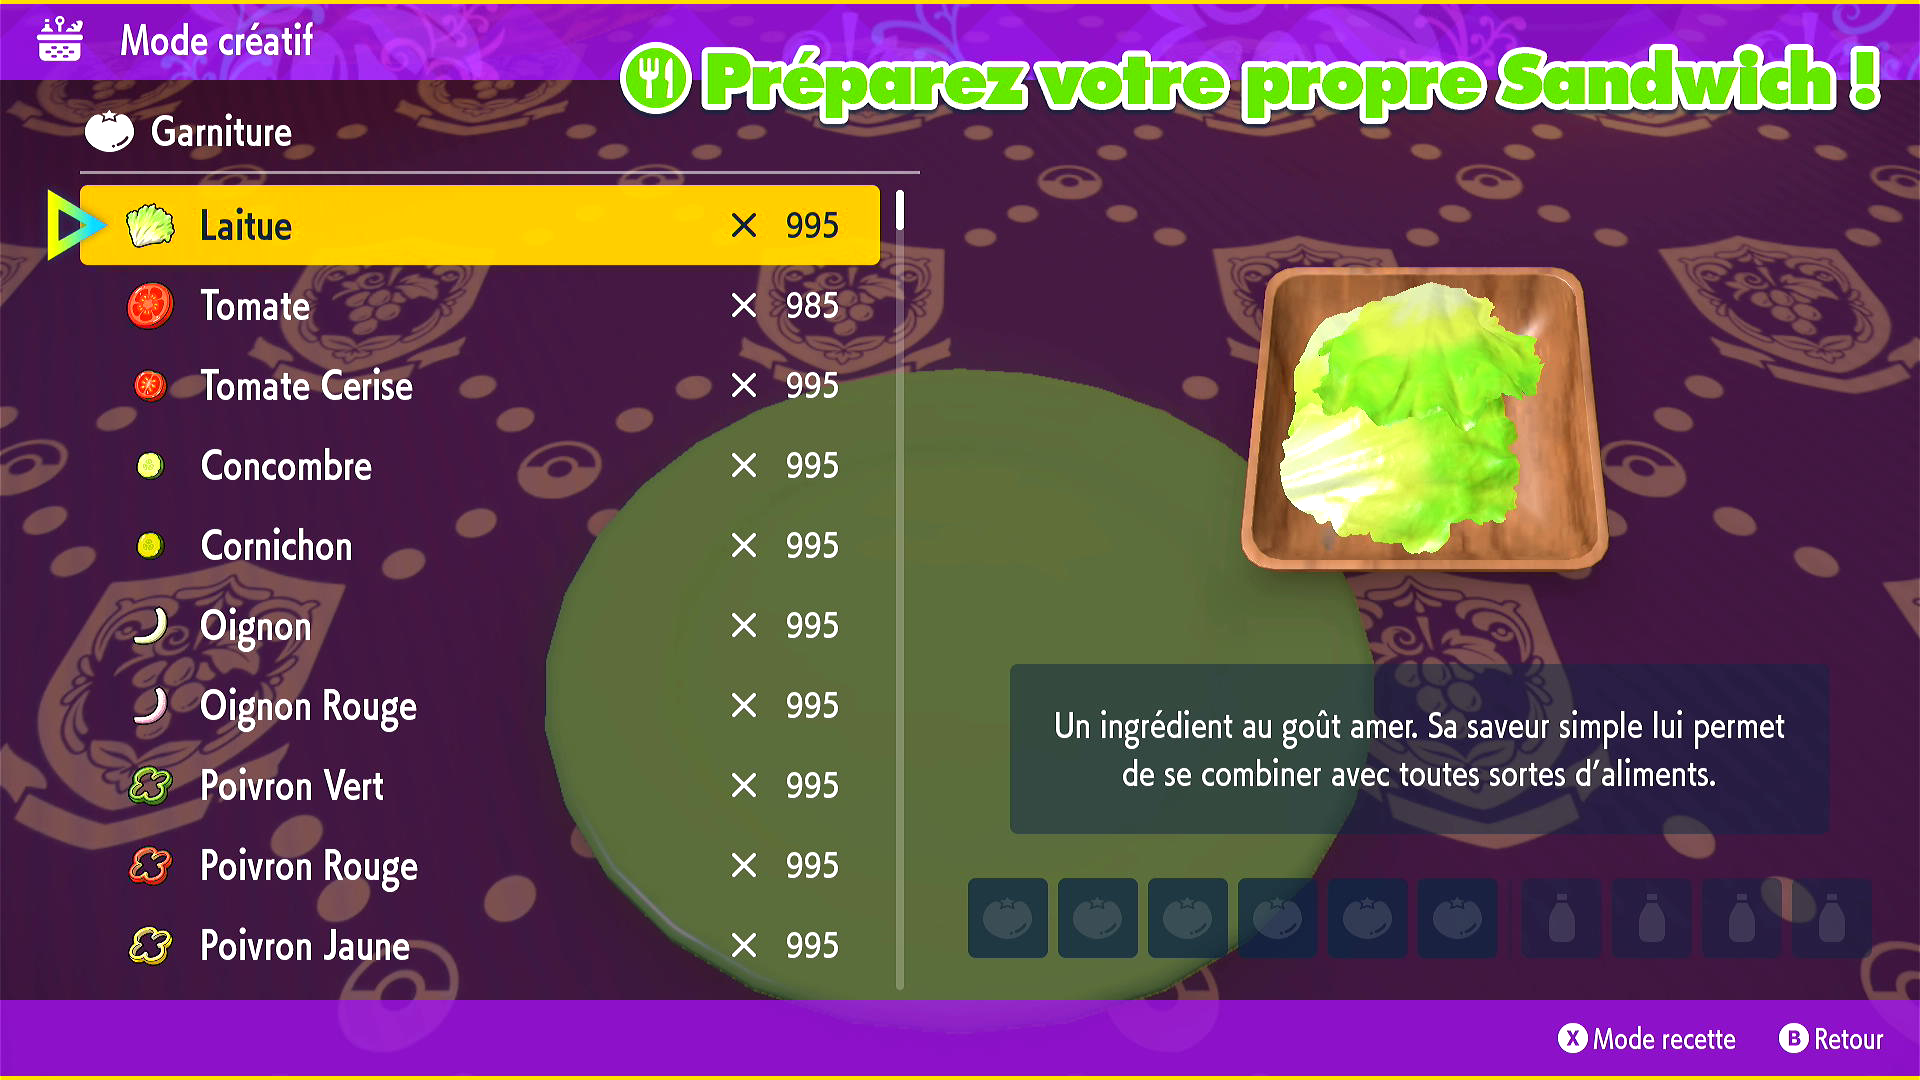 Mode créatif
Préparez votre propre Sandwich !
Garniture
Laitue × 995
Tomate × 985
Tomate Cerise × 995
Concombre × 995
Cornichon × 995
Oignon × 995
Oignon Rouge × 995
Poivron Vert × 995
Poivron Rouge × 995
Poivron Jaune × 995
Un ingrédient au goût amer. Sa saveur simple lui permet
de se combiner avec toutes sortes d’aliments.
X Mode recette B Retour